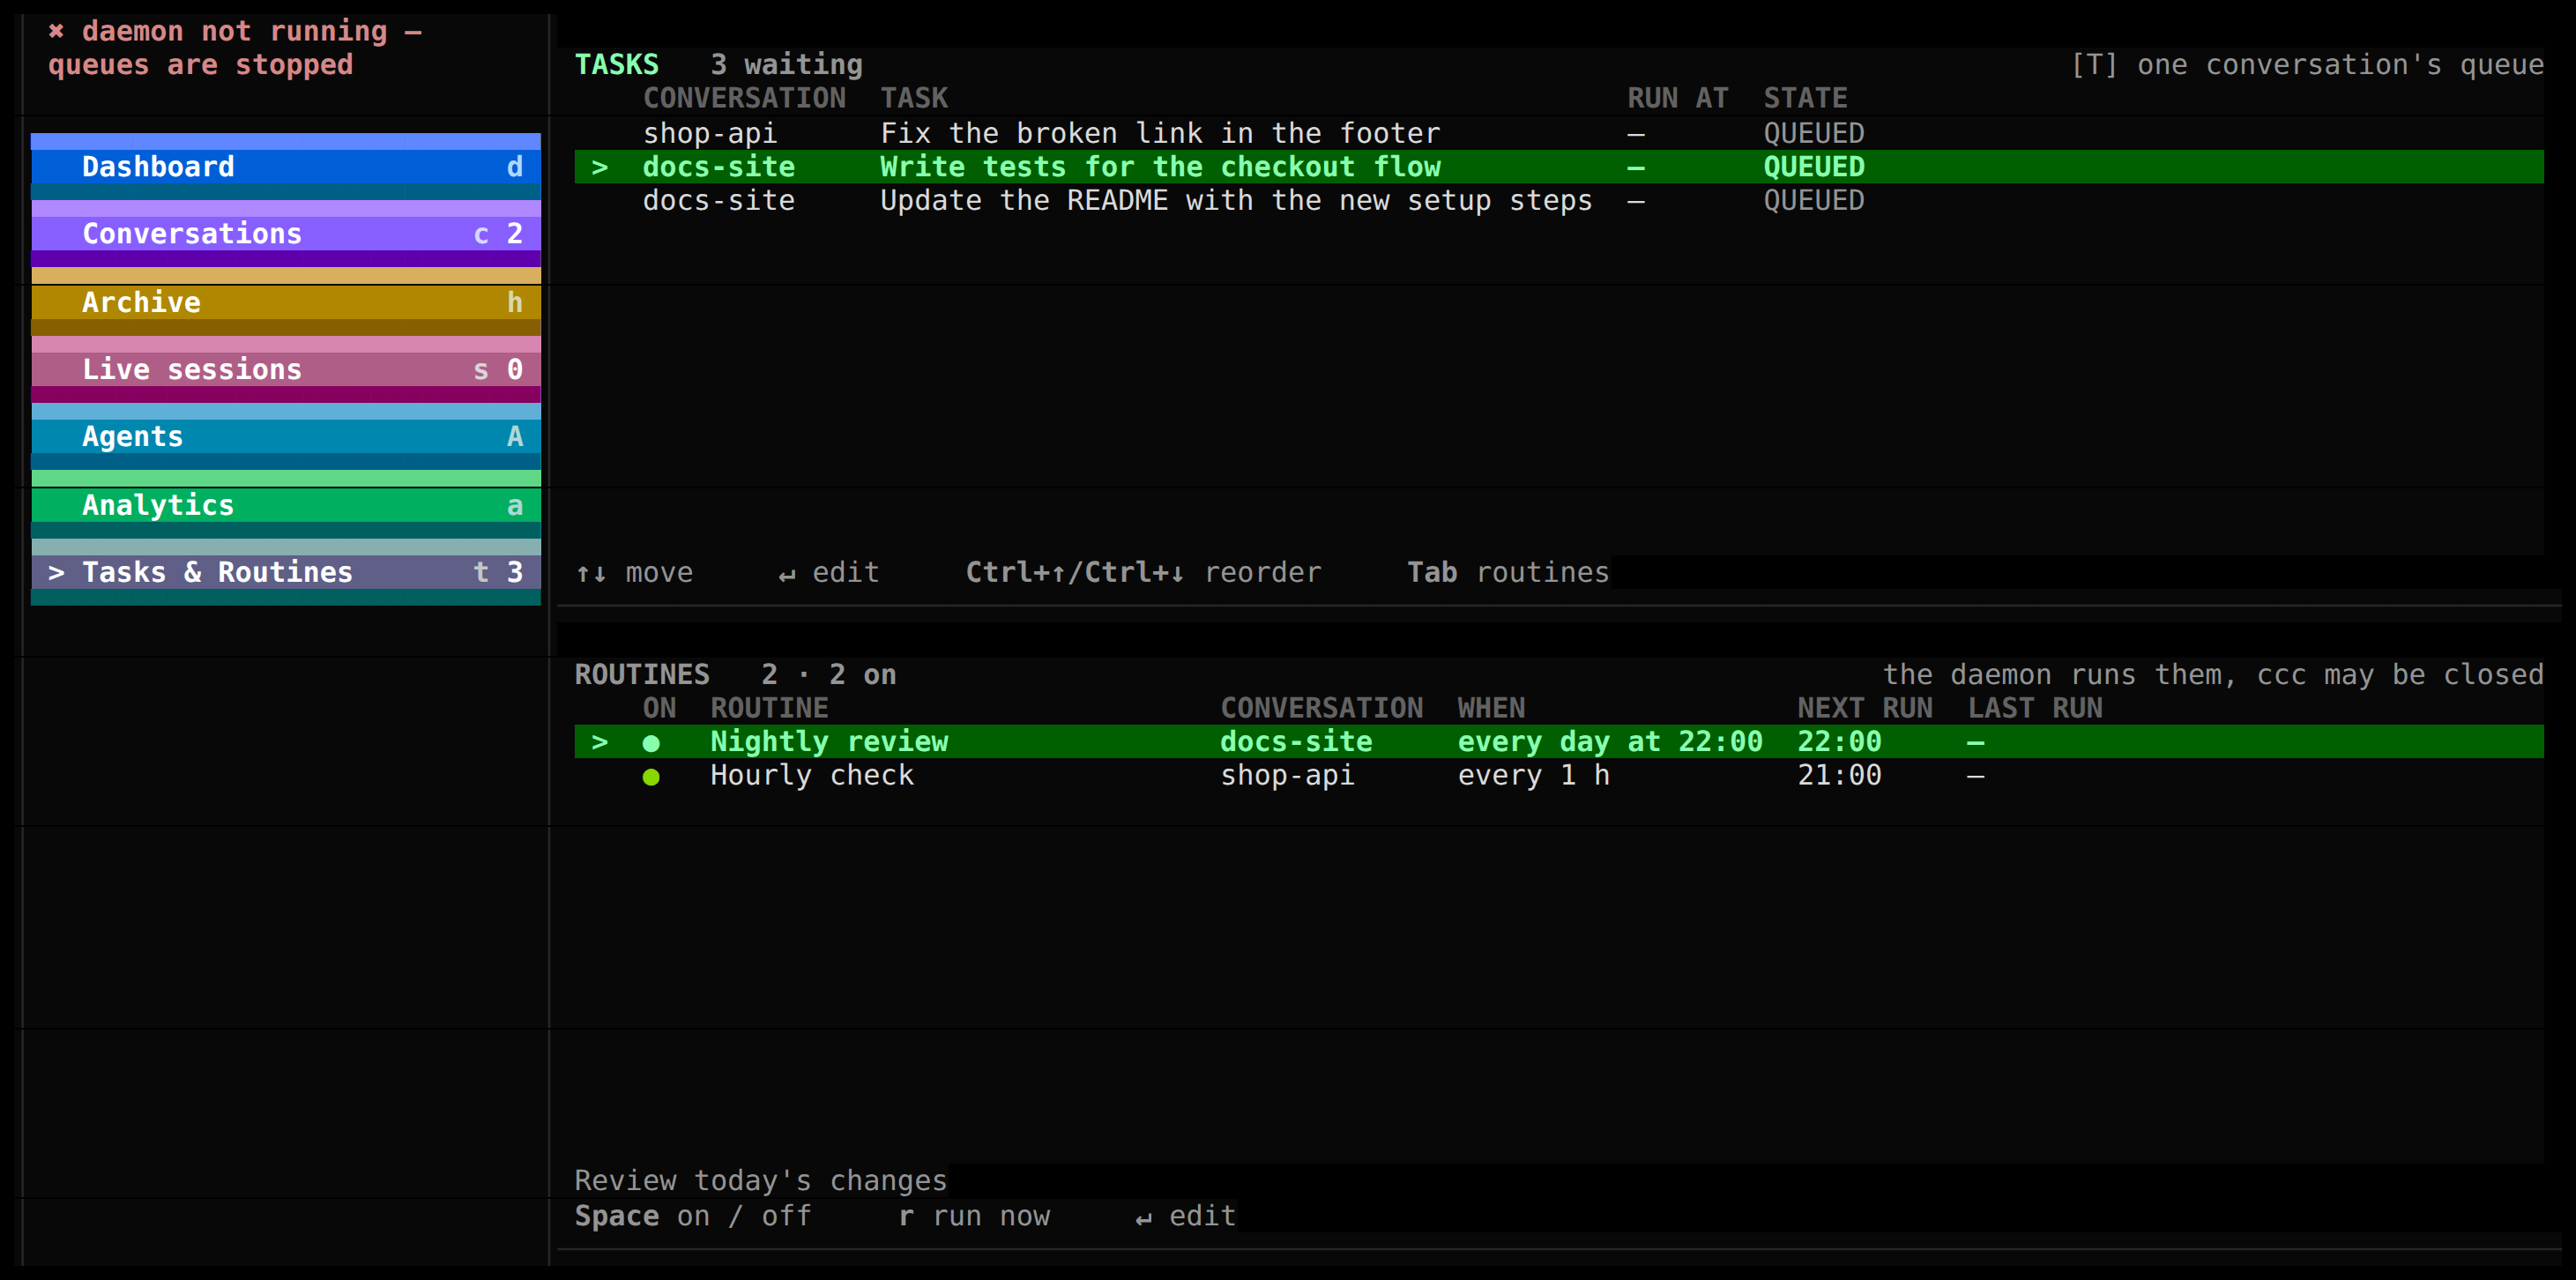 ✖ daemon not running —
queues are stopped
Dashboard d
Conversations c 2
Archive h
Live sessions s 0
Agents A
Analytics a
> Tasks & Routines t 3
TASKS 3 waiting [T] one conversation's queue
CONVERSATION TASK RUN AT STATE
shop-api Fix the broken link in the footer — QUEUED
> docs-site Write tests for the checkout flow — QUEUED
docs-site Update the README with the new setup steps — QUEUED
↑↓ move ↵ edit Ctrl+↑/Ctrl+↓ reorder Tab routines
ROUTINES 2 · 2 on the daemon runs them, ccc may be closed
ON ROUTINE CONVERSATION WHEN NEXT RUN LAST RUN
> ● Nightly review docs-site every day at 22:00 22:00 —
● Hourly check shop-api every 1 h 21:00 —
Review today's changes
Space on / off r run now ↵ edit